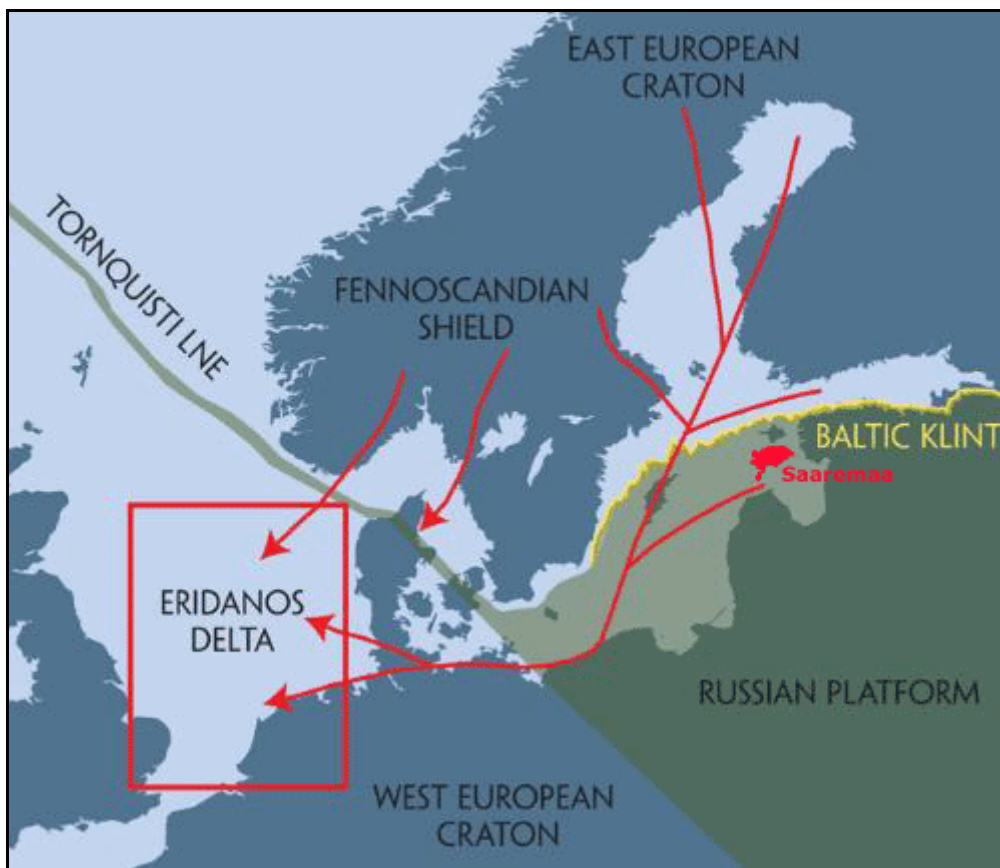 EAST EUROPEAN
CRATON
TORNQUISTI LNE
FENNOSCANDIAN
SHIELD
BALTIC KLINT
Saaremaa
ERIDANOS
DELTA
RUSSIAN PLATFORM
WEST EUROPEAN
CRATON